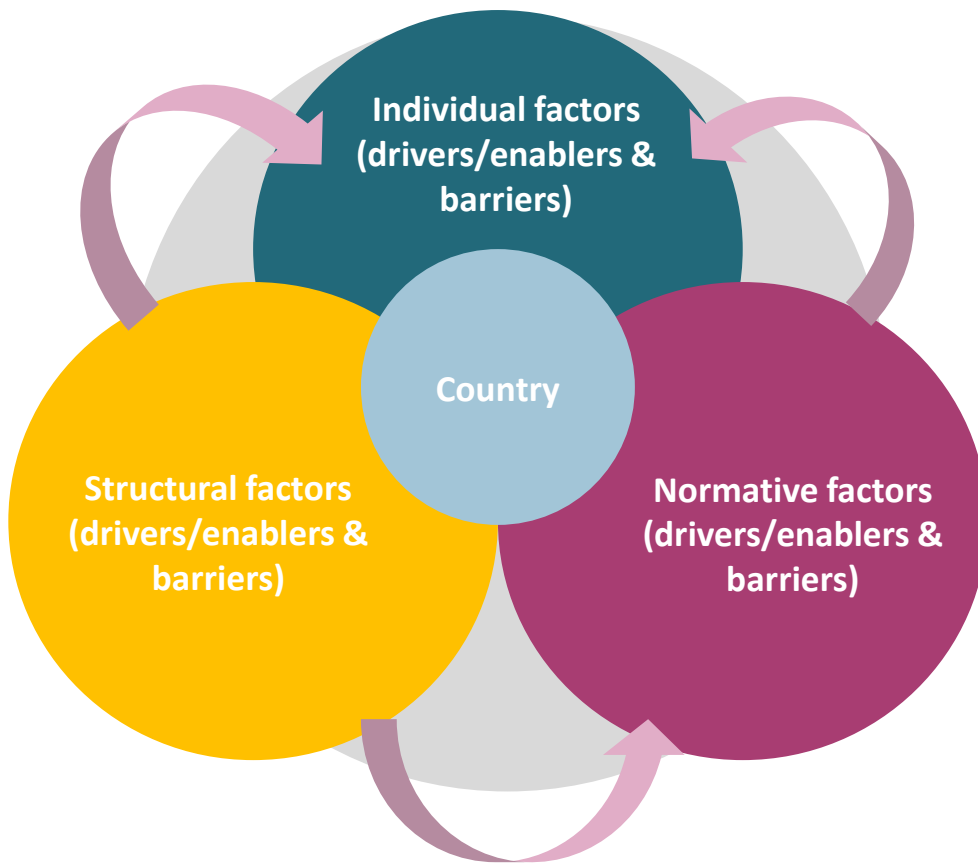 Individual factors
(drivers/enablers &
barriers)
Country
Structural factors
(drivers/enablers &
barriers)
Normative factors
(drivers/enablers &
barriers)